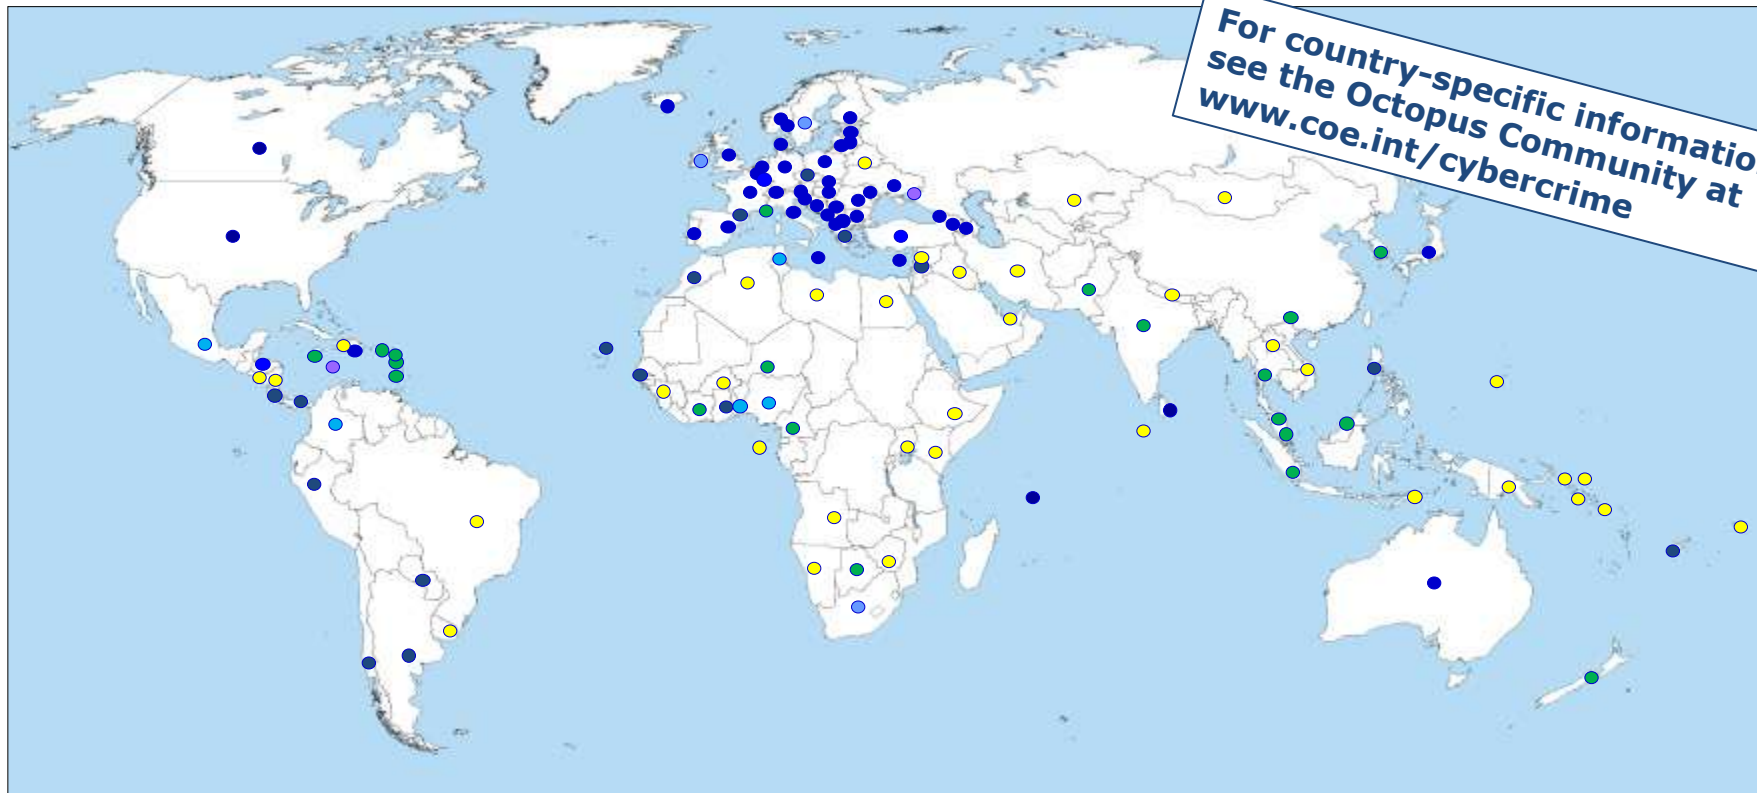 For country-specific informatio
see the Octopus Community at
www.coe.int/cybercrime